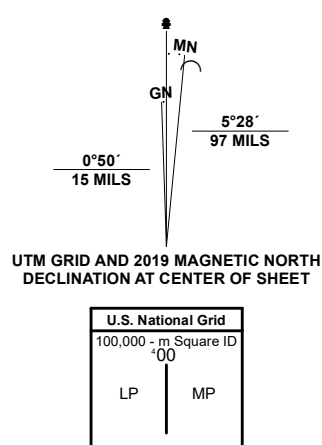 MN
GN
5°28´
97 MILS
0°50´
15 MILS
UTM GRID AND 2019 MAGNETIC NORTH
DECLINATION AT CENTER OF SHEET
U.S. National Grid
100,000 - m Square ID
⁴00
LP MP